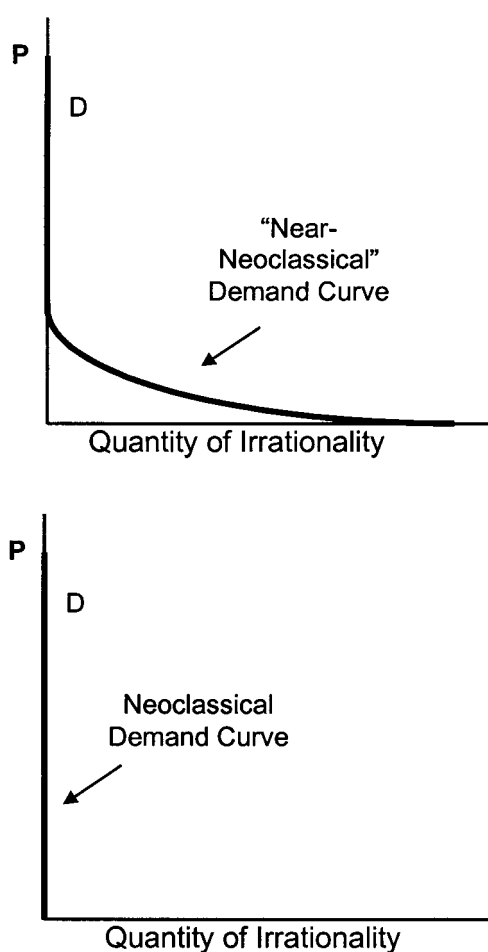 P
D
“Near-
Neoclassical”
Demand Curve
Quantity of Irrationality
P
D
Neoclassical
Demand Curve
Quantity of Irrationality